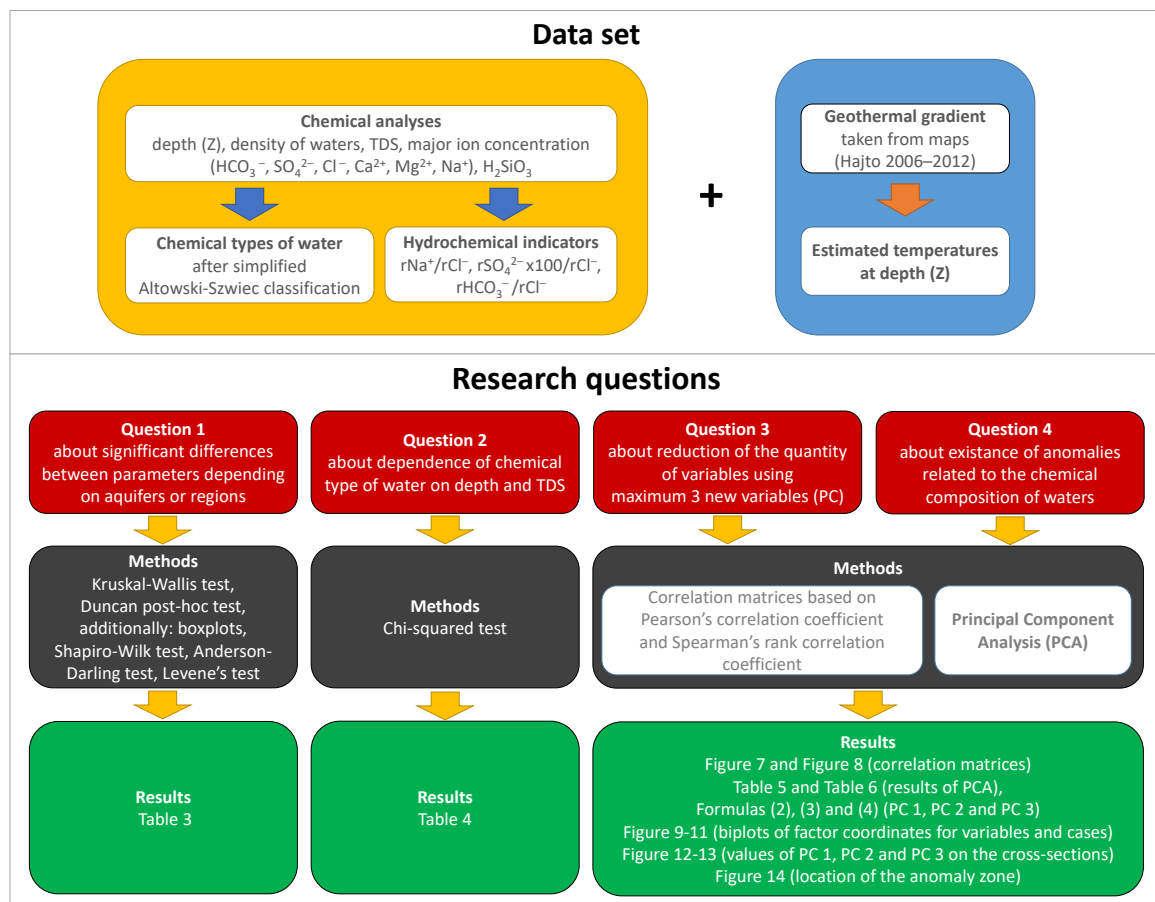 Data set
Chemical analyses
depth (Z), density of waters, TDS, major ion concentration
(HCO₃⁻, SO₄²⁻, Cl⁻, Ca²⁺, Mg²⁺, Na⁺), H₂SiO₃
Chemical types of water
after simplified
Altowski-Szwiec classification
Hydrochemical indicators
rNa⁺/rCl⁻, rSO₄²⁻x100/rCl⁻,
rHCO₃⁻/rCl⁻
+
Geothermal gradient
taken from maps
(Hajto 2006–2012)
Estimated temperatures
at depth (Z)
Research questions
Question 1
about signifficant differences
between parameters depending
on aquifers or regions
Question 2
about dependence of chemical
type of water on depth and TDS
Question 3
about reduction of the quantity
of variables using
maximum 3 new variables (PC)
Question 4
about existance of anomalies
related to the chemical
composition of waters
Methods
Kruskal-Wallis test,
Duncan post-hoc test,
additionally: boxplots,
Shapiro-Wilk test, Anderson-
Darling test, Levene's test
Methods
Chi-squared test
Methods
Correlation matrices based on
Pearson's correlation coefficient
and Spearman's rank correlation
coefficient
Principal Component
Analysis (PCA)
Results
Table 3
Results
Table 4
Results
Figure 7 and Figure 8 (correlation matrices)
Table 5 and Table 6 (results of PCA),
Formulas (2), (3) and (4) (PC 1, PC 2 and PC 3)
Figure 9-11 (biplots of factor coordinates for variables and cases)
Figure 12-13 (values of PC 1, PC 2 and PC 3 on the cross-sections)
Figure 14 (location of the anomaly zone)